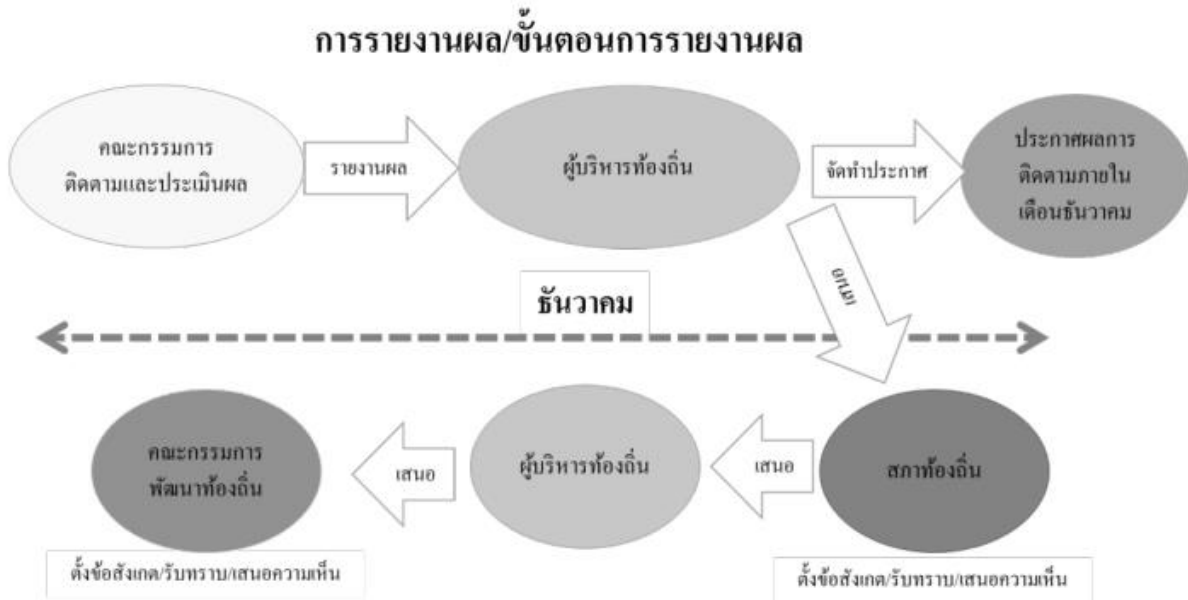 การรายงานผล/ขั้นตอนการรายงานผล
คณะกรรมการ
ติดตามและประเมินผล
รายงานผล
ผู้บริหารท้องถิ่น
จัดทำประกาศ
ประกาศผลการ
ติดตามภายใน
เดือนธันวาคม
เสนอ
ธันวาคม
คณะกรรมการ
พัฒนาท้องถิ่น
เสนอ
ผู้บริหารท้องถิ่น
เสนอ
สภาท้องถิ่น
ตั้งข้อสังเกต/รับทราบ/เสนอความเห็น
ตั้งข้อสังเกต/รับทราบ/เสนอความเห็น